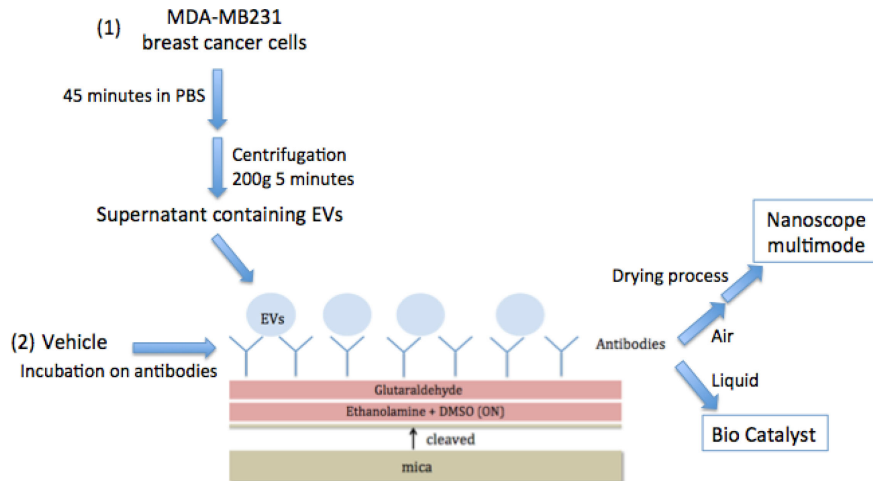 (1) MDA-MB231
breast cancer cells
45 minutes in PBS
Centrifugation
200g 5 minutes
Supernatant containing EVs
Nanoscope
multimode
Drying process
EVs
(2) Vehicle
Incubation on antibodies
Antibodies
Air
Liquid
Glutaraldehyde
Ethanolamine + DMSO (ON)
cleaved
Bio Catalyst
mica